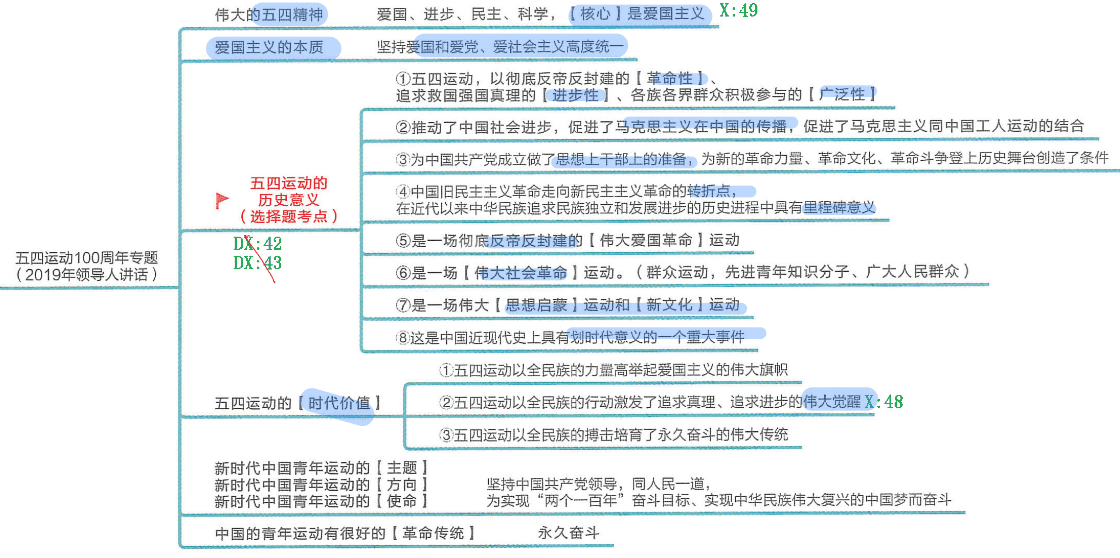 伟大的五四精神 爱国、进步、民主、科学，【核心】是爱国主义 X:49
爱国主义的本质 坚持爱国和爱党、爱社会主义高度统一
①五四运动，以彻底反帝反封建的【革命性】、
追求救国强国真理的【进步性】、各族各界群众积极参与的【广泛性】
②推动了中国社会进步，促进了马克思主义在中国的传播，促进了马克思主义同中国工人运动的结合
③为中国共产党成立做了思想上干部上的准备，为新的革命力量、革命文化、革命斗争登上历史舞台创造了条件
五四运动的
历史意义
（选择题考点）
DX:42
DX:43
④中国旧民主主义革命走向新民主主义革命的转折点，
在近代以来中华民族追求民族独立和发展进步的历史进程中具有里程碑意义
⑤是一场彻底反帝反封建的【伟大爱国革命】运动
五四运动100周年专题
（2019年领导人讲话）
⑥是一场【伟大社会革命】运动。（群众运动，先进青年知识分子、广大人民群众）
⑦是一场伟大【思想启蒙】运动和【新文化】运动
⑧这是中国近现代史上具有划时代意义的一个重大事件
五四运动的【时代价值】
①五四运动以全民族的力量高举起爱国主义的伟大旗帜
②五四运动以全民族的行动激发了追求真理、追求进步的伟大觉醒 X:48
③五四运动以全民族的搏击培育了永久奋斗的伟大传统
新时代中国青年运动的【主题】
新时代中国青年运动的【方向】 坚持中国共产党领导，同人民一道，
新时代中国青年运动的【使命】 为实现“两个一百年”奋斗目标、实现中华民族伟大复兴的中国梦而奋斗
中国的青年运动有很好的【革命传统】 永久奋斗